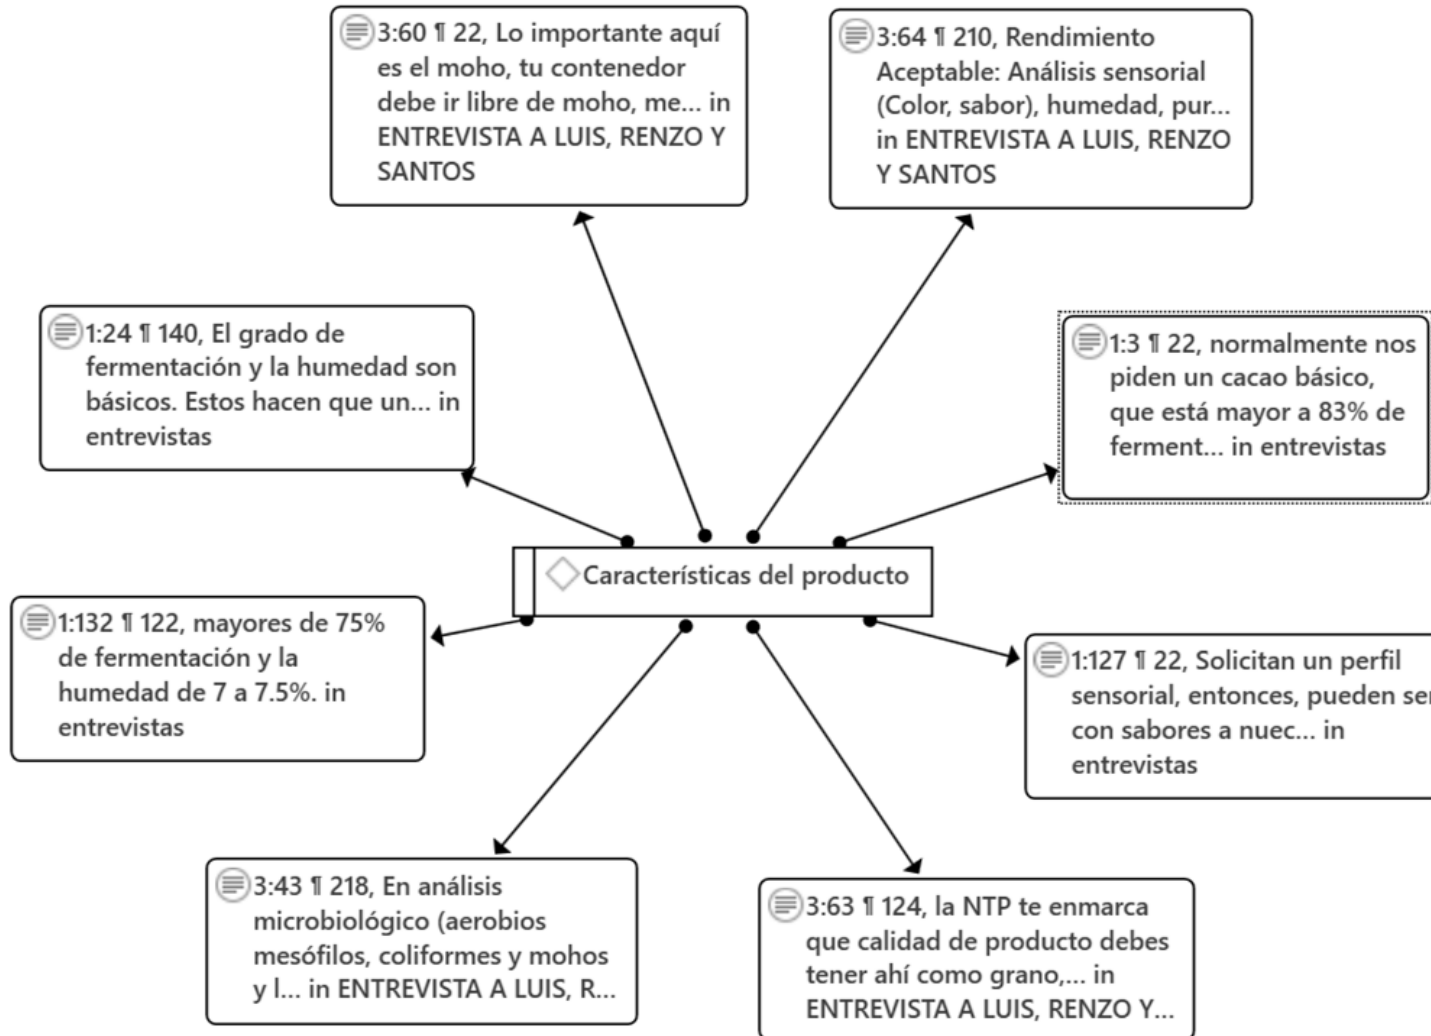 3:60 ¶ 22, Lo importante aquí
es el moho, tu contenedor
debe ir libre de moho, me... in
ENTREVISTA A LUIS, RENZO Y
SANTOS
3:64 ¶ 210, Rendimiento
Aceptable: Análisis sensorial
(Color, sabor), humedad, pur...
in ENTREVISTA A LUIS, RENZO
Y SANTOS
1:24 ¶ 140, El grado de
fermentación y la humedad son
básicos. Estos hacen que un... in
entrevistas
1:3 ¶ 22, normalmente nos
piden un cacao básico,
que está mayor a 83% de
ferment... in entrevistas
Características del producto
1:132 ¶ 122, mayores de 75%
de fermentación y la
humedad de 7 a 7.5%. in
entrevistas
1:127 ¶ 22, Solicitan un perfil
sensorial, entonces, pueden ser
con sabores a nuec... in
entrevistas
3:43 ¶ 218, En análisis
microbiológico (aerobios
mesófilos, coliformes y mohos
y l... in ENTREVISTA A LUIS, R...
3:63 ¶ 124, la NTP te enmarca
que calidad de producto debes
tener ahí como grano,... in
ENTREVISTA A LUIS, RENZO Y...